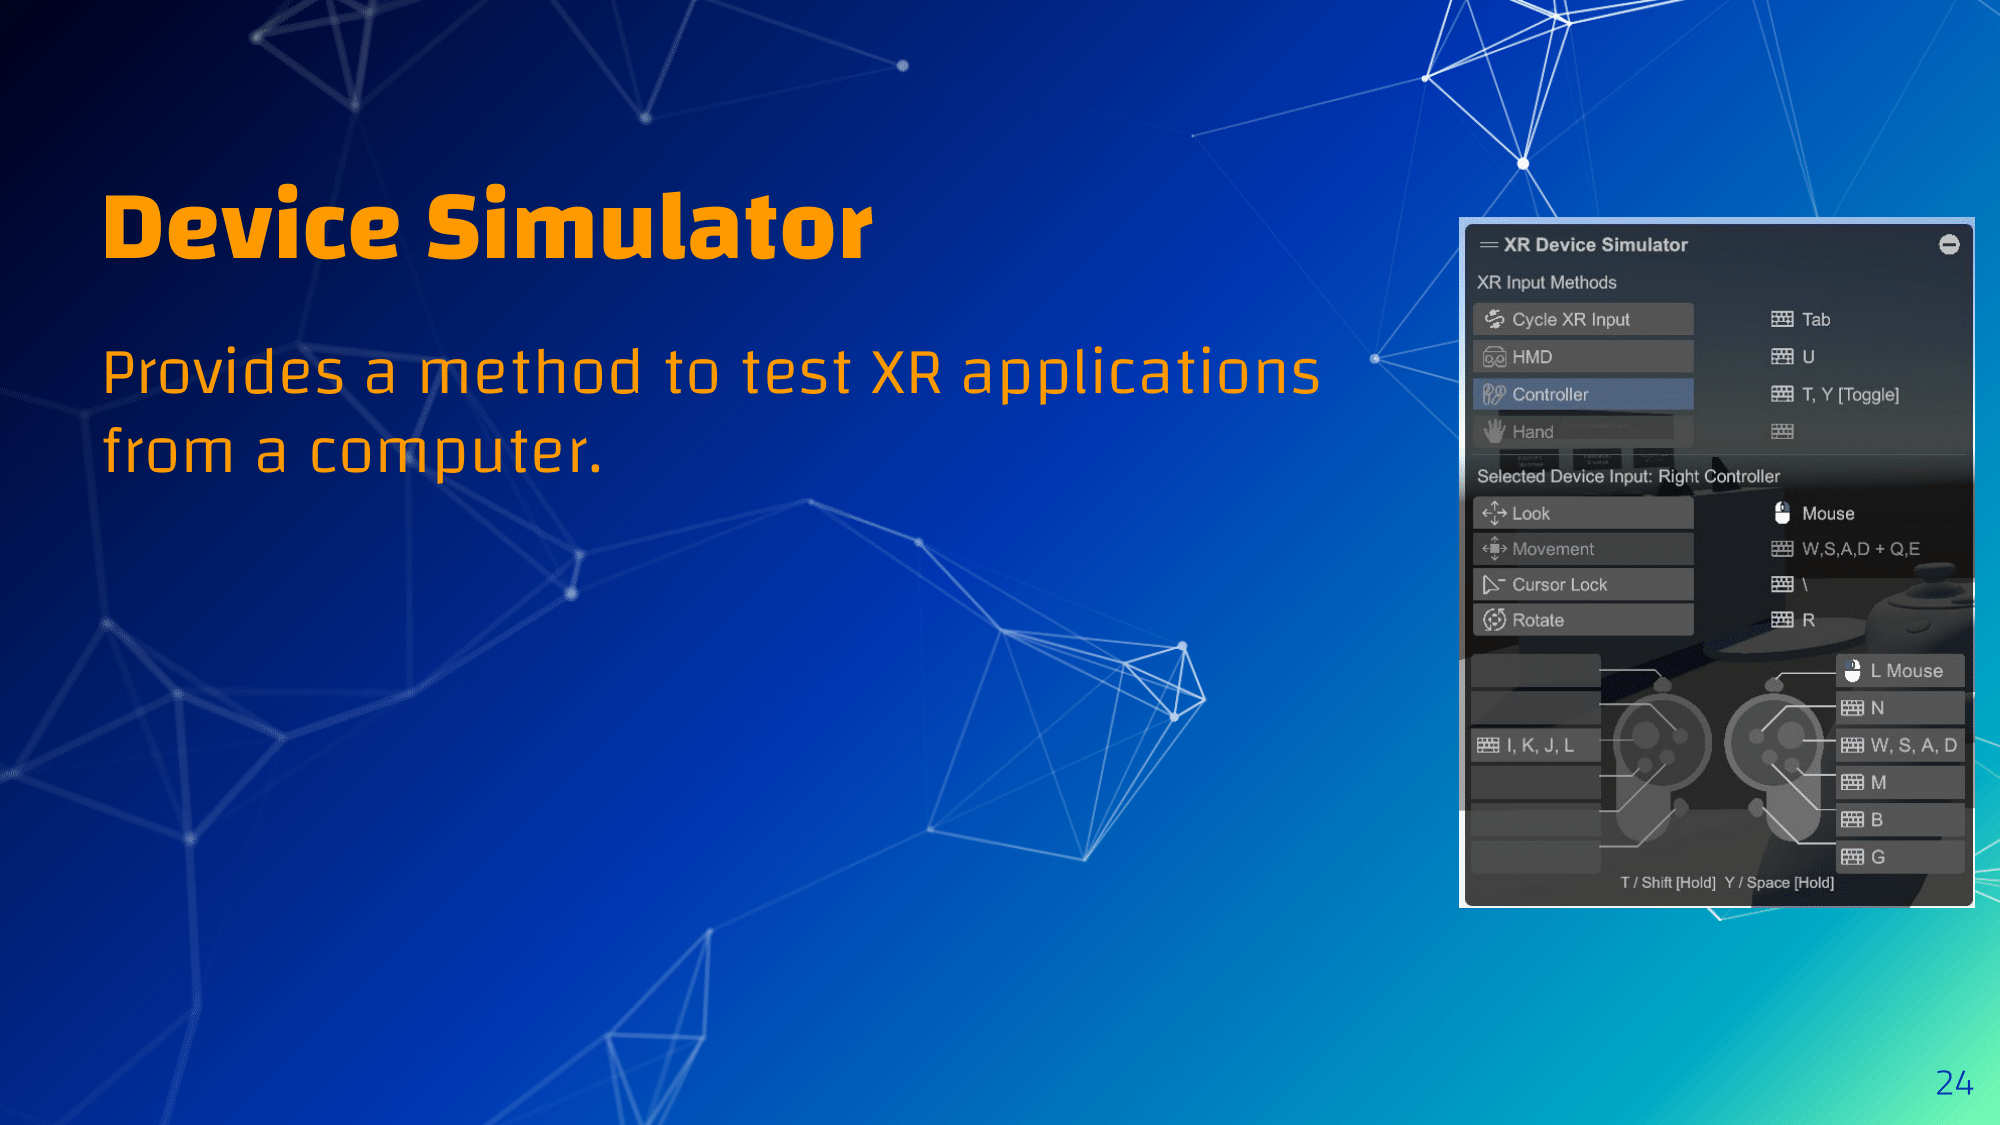 Device Simulator
Provides a method to test XR applications
from a computer.
XR Device Simulator
XR Input Methods
Cycle XR Input Tab
HMD U
Controller T, Y [Toggle]
Hand
Selected Device Input: Right Controller
Look Mouse
Movement W,S,A,D + Q,E
Cursor Lock \
Rotate R
L Mouse
N
I, K, J, L W, S, A, D
M
B
G
T / Shift [Hold] Y / Space [Hold]
24